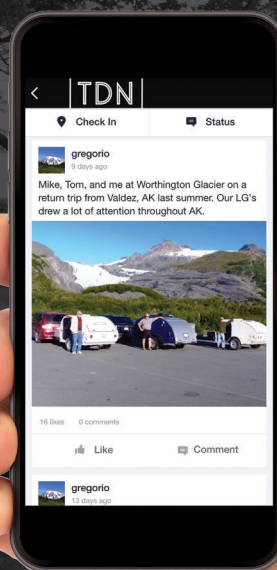 TDN
Check In
Status
gregorio
9 days ago
Mike, Tom, and me at Worthington Glacier on a
return trip from Valdez, AK last summer. Our LG's
drew a lot of attention throughout AK.
16 likes 0 comments
Like
Comment
gregorio
13 days ago